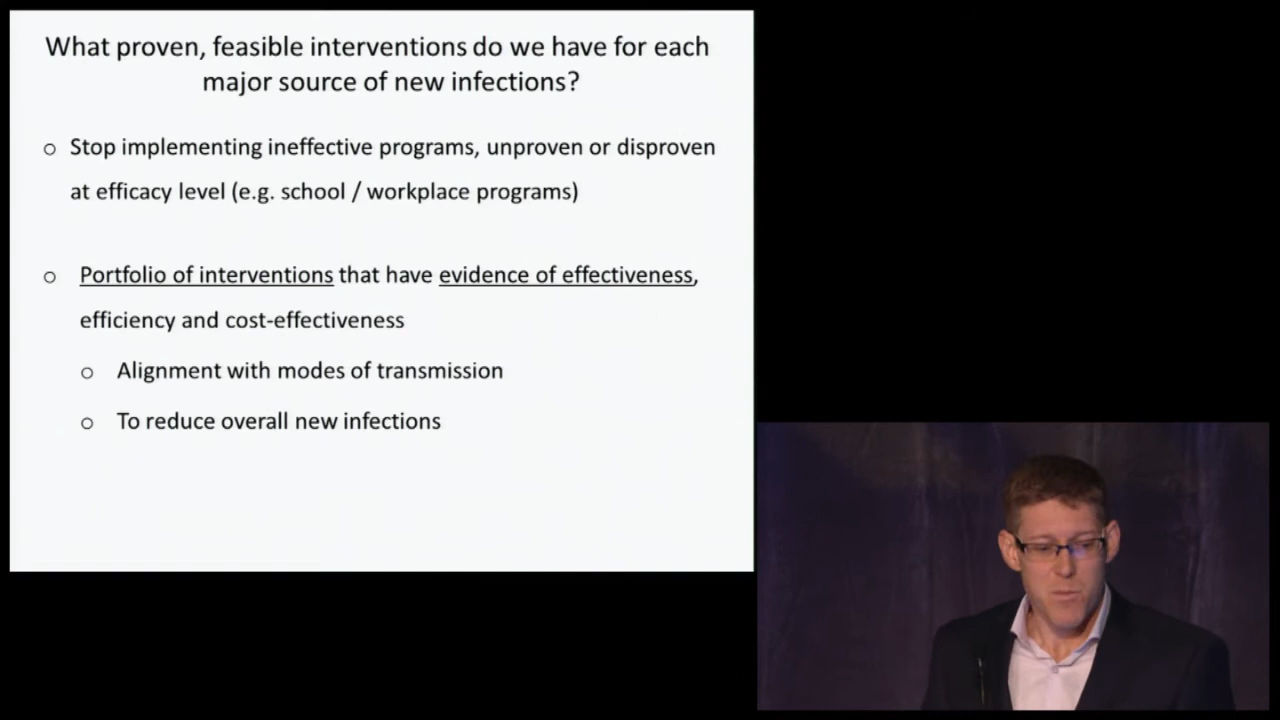 What proven, feasible interventions do we have for each
major source of new infections?
o Stop implementing ineffective programs, unproven or disproven
at efficacy level (e.g. school / workplace programs)
o Portfolio of interventions that have evidence of effectiveness,
efficiency and cost-effectiveness
o Alignment with modes of transmission
o To reduce overall new infections